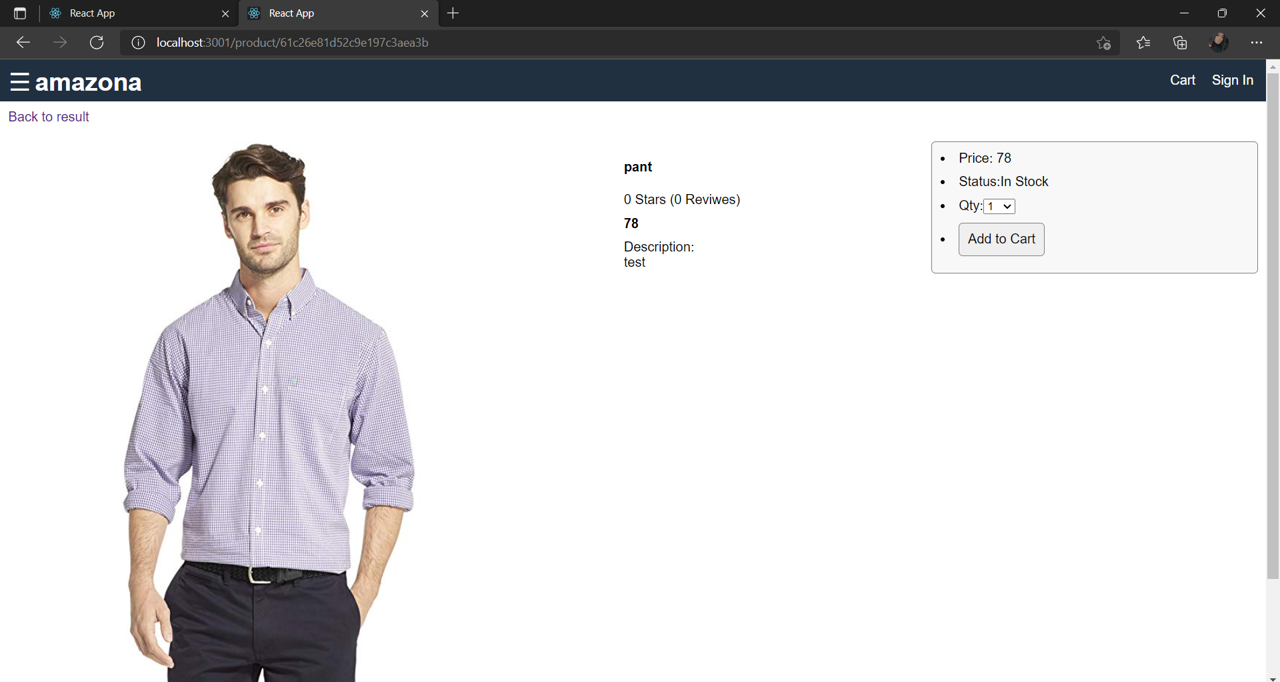 React App
React App
localhost:3001/product/61c26e81d52c9e197c3aea3b
☰ amazona
Cart
Sign In
Back to result
pant
0 Stars (0 Reviwes)
78
Description:
test
• Price: 78
• Status:In Stock
• Qty:1
• Add to Cart